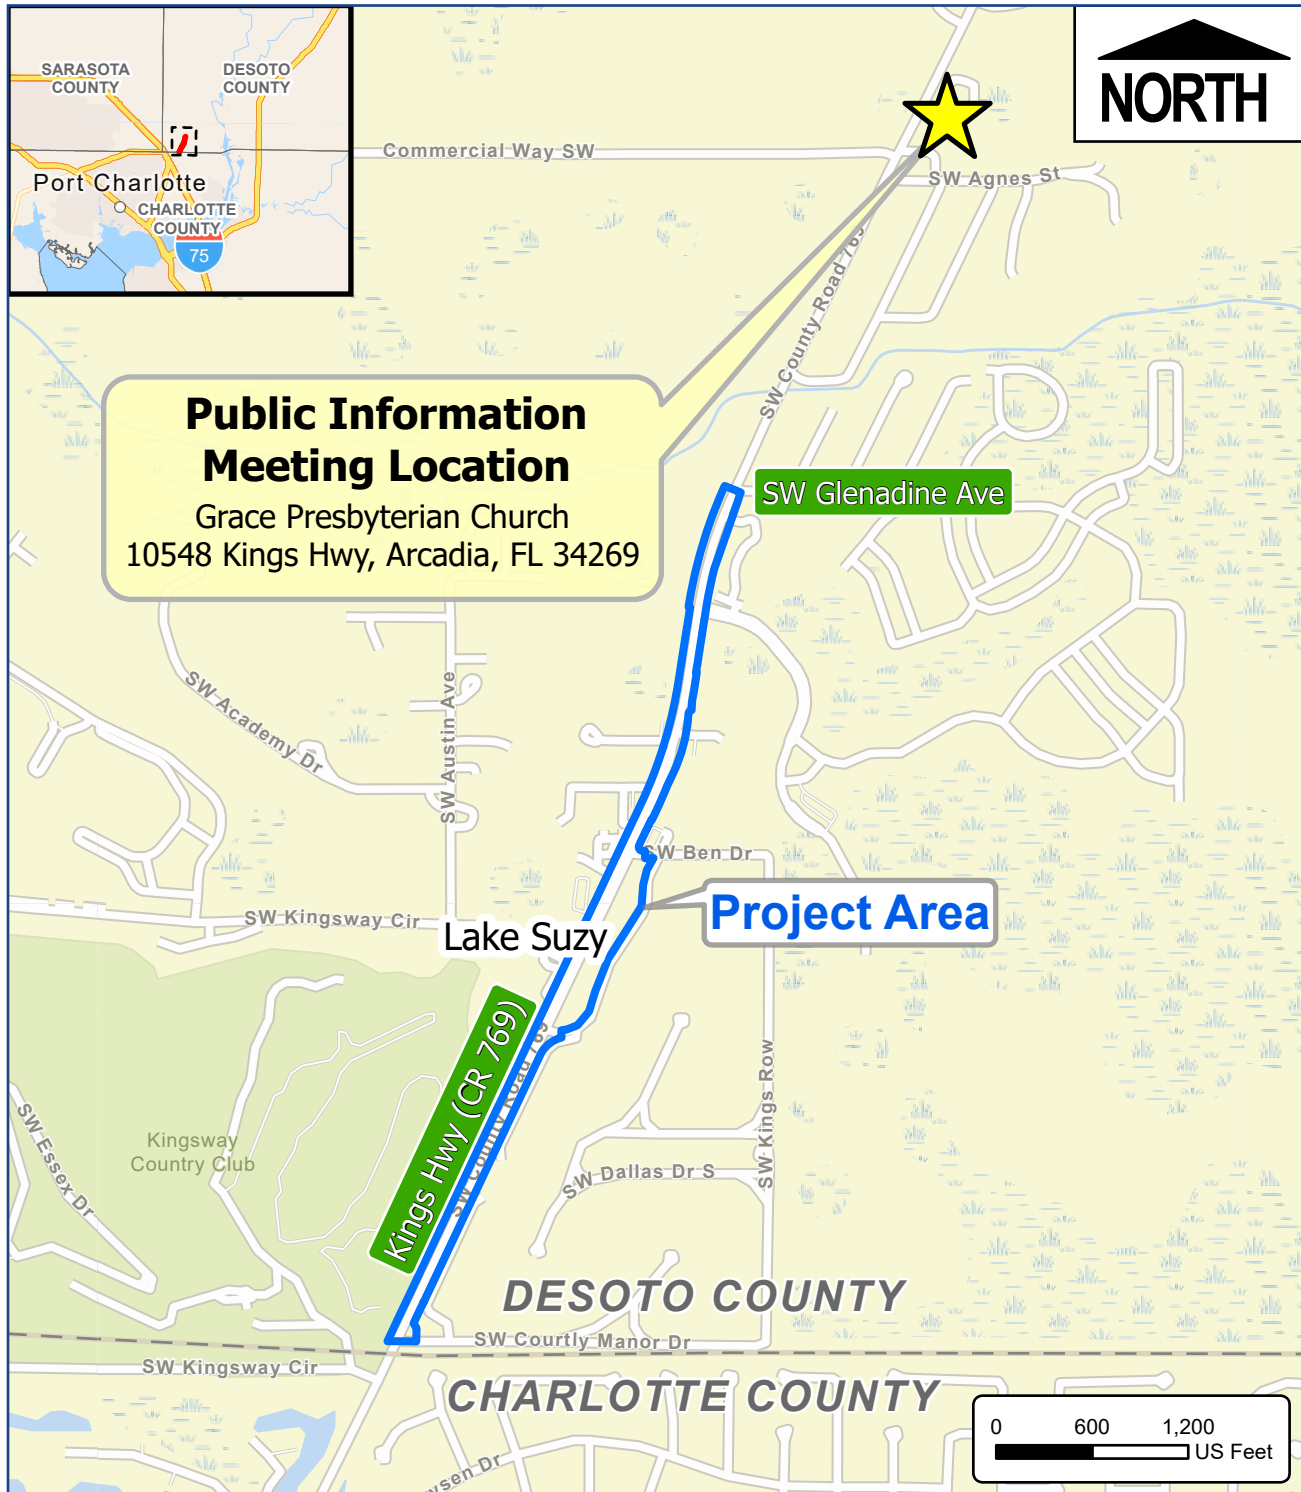 SARASOTA
COUNTY
DESOTO
COUNTY
Port Charlotte
CHARLOTTE
COUNTY
75
NORTH
Commercial Way SW
SW Agnes St
SW County Road 769
Public Information
Meeting Location
Grace Presbyterian Church
10548 Kings Hwy, Arcadia, FL 34269
SW Glenadine Ave
SW Academy Dr
SW Austin Ave
SW Ben Dr
Project Area
SW Kingsway Cir
Lake Suzy
Kings Hwy (CR 769)
SW County Road 769
SW Kings Row
SW Essex Dr
Kingsway
Country Club
SW Dallas Dr S
DESOTO COUNTY
SW Courtly Manor Dr
SW Kingsway Cir
CHARLOTTE COUNTY
0 600 1,200
US Feet